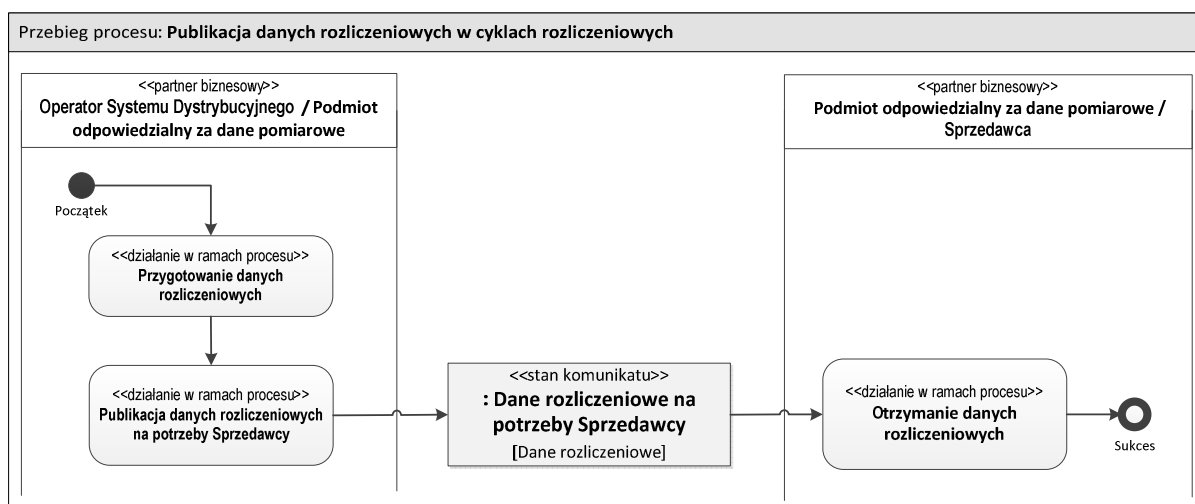 Przebieg procesu: Publikacja danych rozliczeniowych w cyklach rozliczeniowych
<<partner biznesowy>>
Operator Systemu Dystrybucyjnego / Podmiot
odpowiedzialny za dane pomiarowe
<<partner biznesowy>>
Podmiot odpowiedzialny za dane pomiarowe /
Sprzedawca
Początek
<<działanie w ramach procesu>>
Przygotowanie danych
rozliczeniowych
<<działanie w ramach procesu>>
Publikacja danych rozliczeniowych
na potrzeby Sprzedawcy
<<stan komunikatu>>
: Dane rozliczeniowe na
potrzeby Sprzedawcy
[Dane rozliczeniowe]
<<działanie w ramach procesu>>
Otrzymanie danych
rozliczeniowych
Sukces